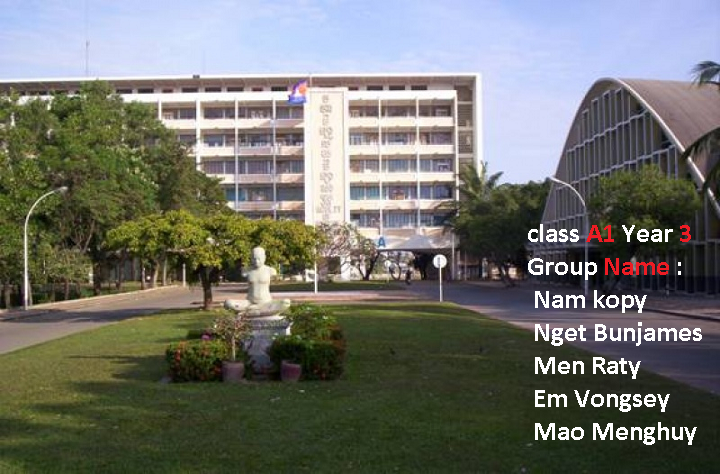 A
class A1 Year 3
Group Name :
Nam kopy
Nget Bunjames
Men Raty
Em Vongsey
Mao Menghuy